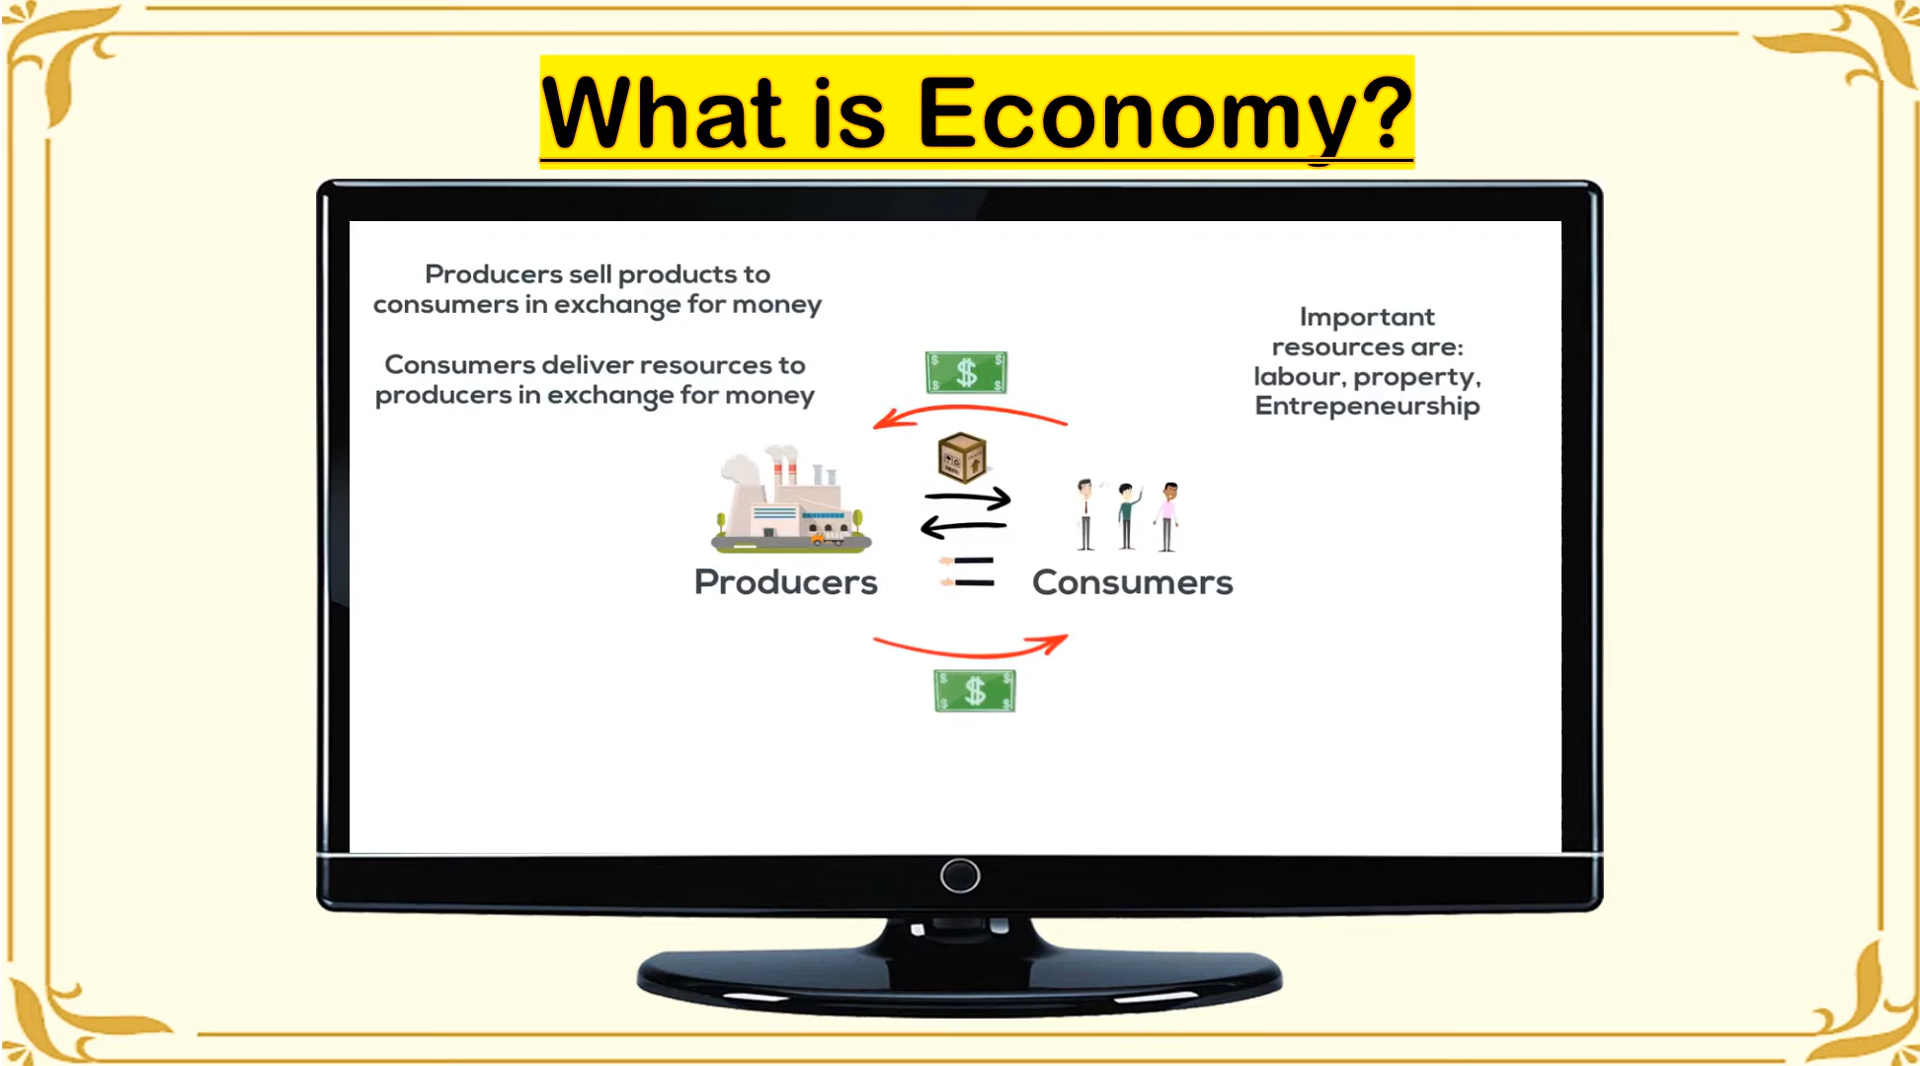 What is Economy?
Producers sell products to
consumers in exchange for money
Consumers deliver resources to
producers in exchange for money
Important
resources are:
labour, property,
Entrepeneurship
$
Producers
Consumers
$